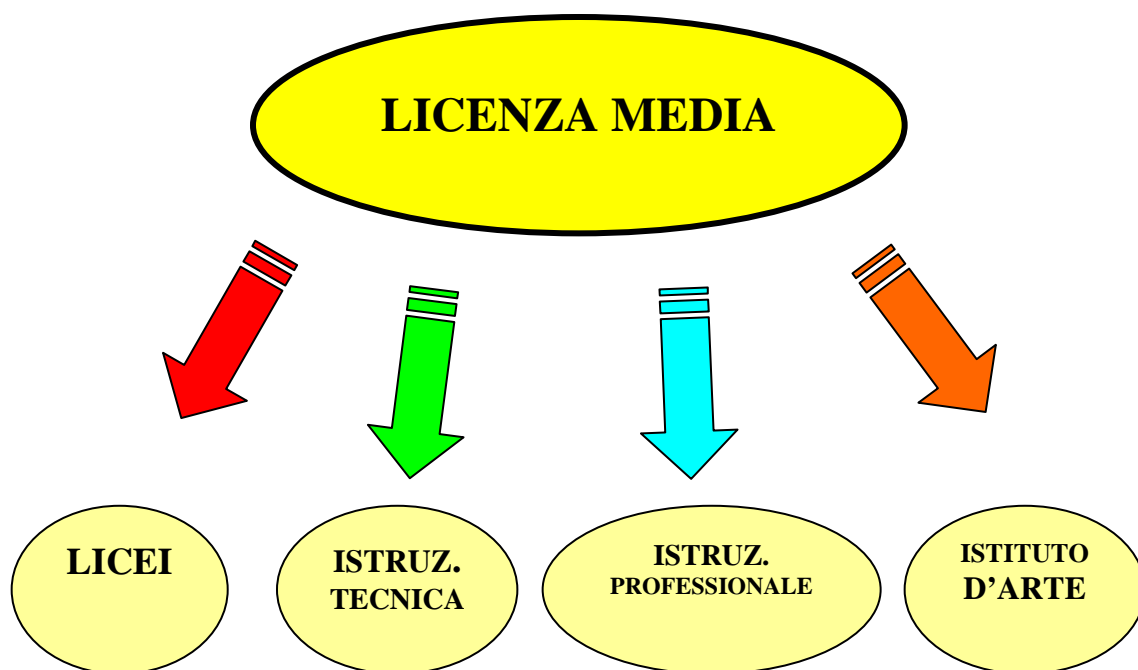 LICENZA MEDIA
LICEI
ISTRUZ.
TECNICA
ISTRUZ.
PROFESSIONALE
ISTITUTO
D’ARTE